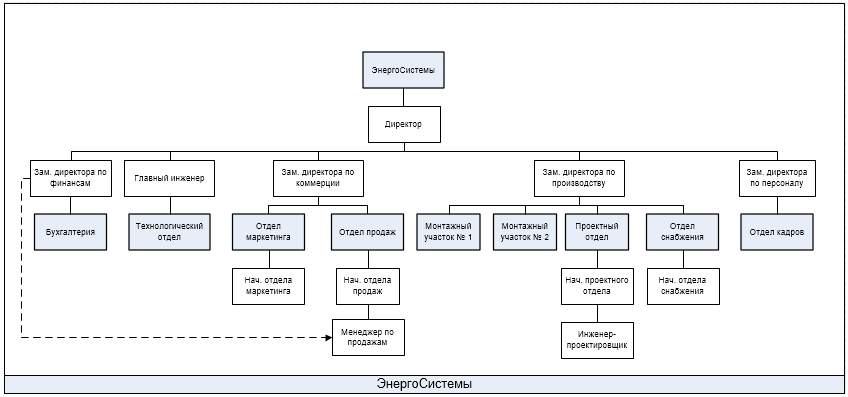 ЭнергоСистемы
Директор
Зам. директора по
финансам
Главный инженер
Зам. директора по
коммерции
Зам. директора по
производству
Зам. директора
по персоналу
Бухгалтерия
Технологический
отдел
Отдел
маркетинга
Отдел продаж
Монтажный
участок № 1
Монтажный
участок № 2
Проектный
отдел
Отдел
снабжения
Отдел кадров
Нач. отдела
маркетинга
Нач. отдела
продаж
Нач. проектного
отдела
Нач. отдела
снабжения
Менеджер по
продажам
Инженер-
проектировщик
ЭнергоСистемы